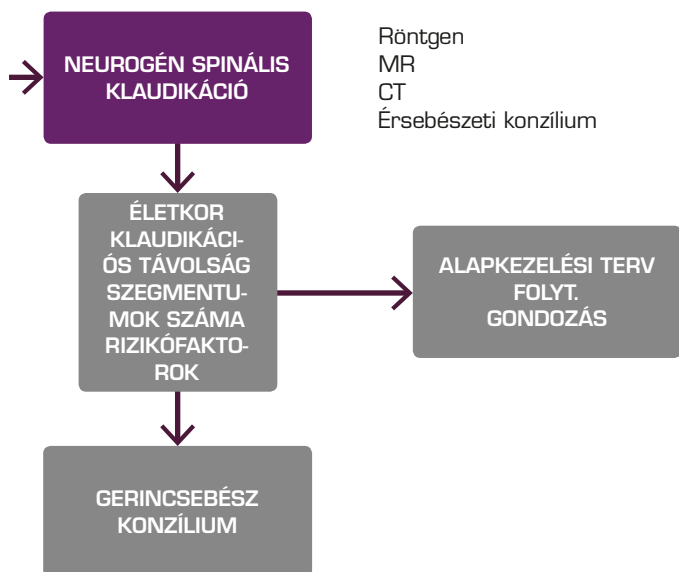 NEUROGÉN SPINÁLIS
KLAUDIKÁCIÓ
Röntgen
MR
CT
Érsebészeti konzílium
ÉLETKOR
KLAUDIKÁCI-
ÓS TÁVOLSÁG
SZEGMENTU-
MOK SZÁMA
RIZIKÓFAKTO-
ROK
ALAPKEZELÉSI TERV
FOLYT.
GONDOZÁS
GERINCSEBÉSZ
KONZÍLIUM